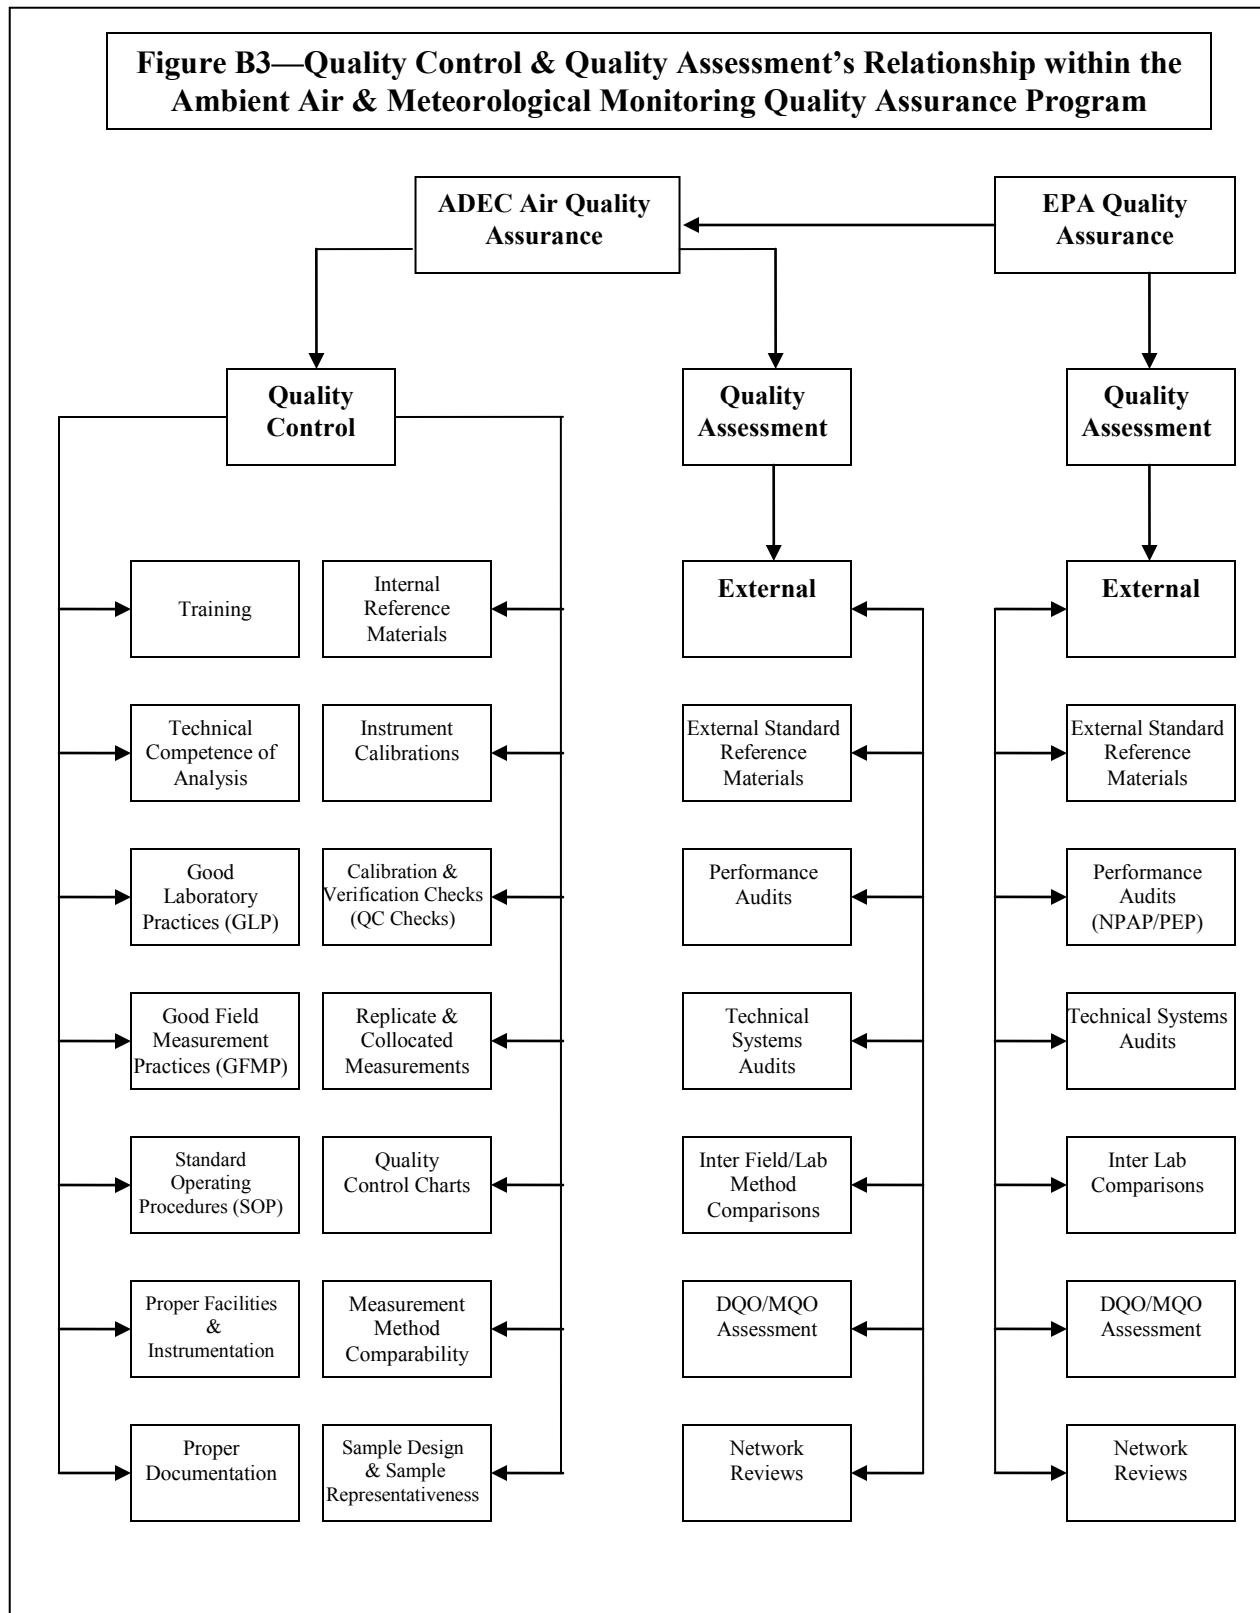 Figure B3—Quality Control & Quality Assessment's Relationship within the
Ambient Air & Meteorological Monitoring Quality Assurance Program
ADEC Air Quality
Assurance
EPA Quality
Assurance
Quality
Control
Quality
Assessment
Quality
Assessment
Training
Internal
Reference
Materials
External
External
Technical
Competence of
Analysis
Instrument
Calibrations
External Standard
Reference
Materials
External Standard
Reference
Materials
Good
Laboratory
Practices (GLP)
Calibration &
Verification Checks
(QC Checks)
Performance
Audits
Performance
Audits
(NPAP/PEP)
Good Field
Measurement
Practices (GFMP)
Replicate &
Collocated
Measurements
Technical
Systems
Audits
Technical Systems
Audits
Standard
Operating
Procedures (SOP)
Quality
Control Charts
Inter Field/Lab
Method
Comparisons
Inter Lab
Comparisons
Proper Facilities
&
Instrumentation
Measurement
Method
Comparability
DQO/MQO
Assessment
DQO/MQO
Assessment
Proper
Documentation
Sample Design
& Sample
Representativeness
Network
Reviews
Network
Reviews